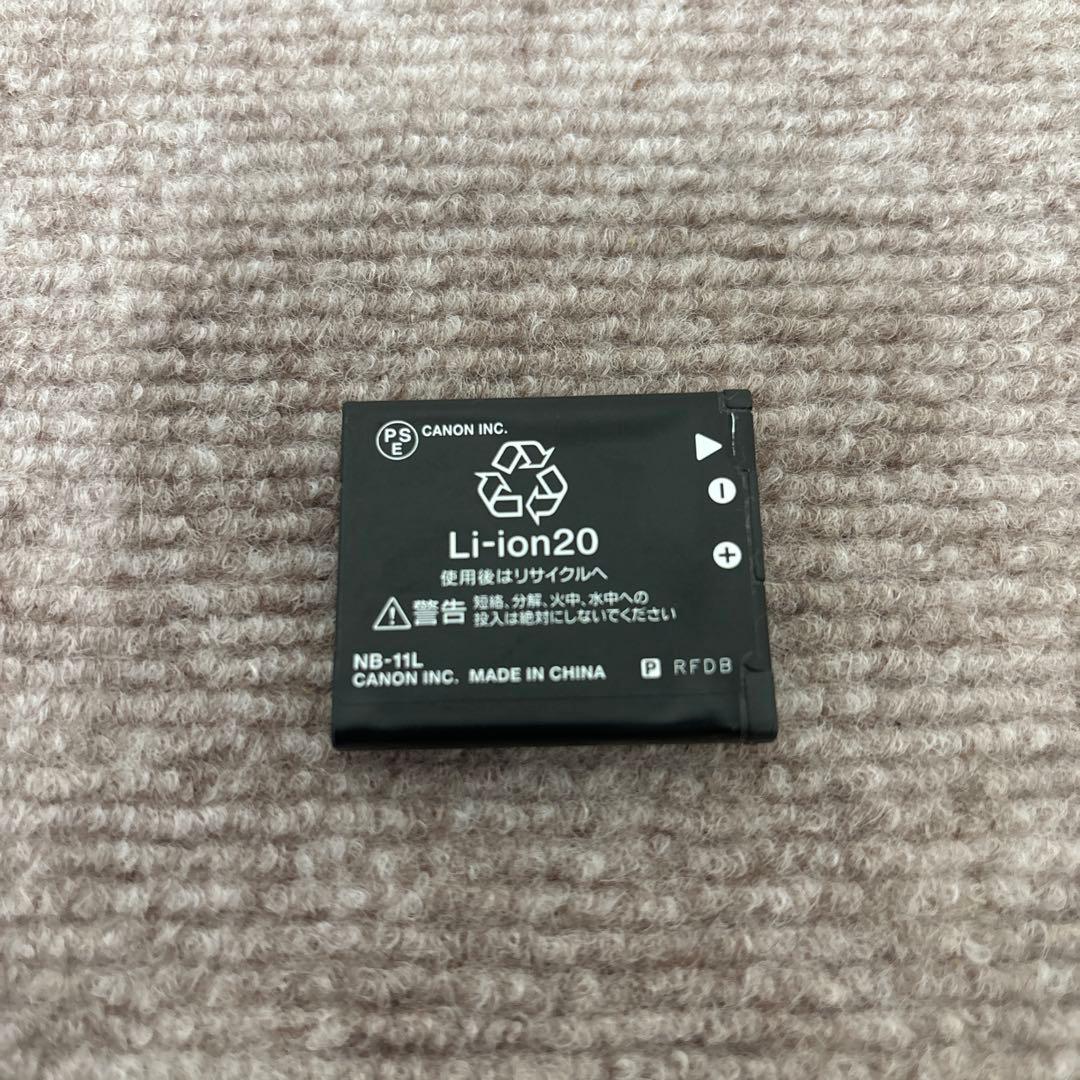 PSE CANON INC.
Li-ion20
使用後はリサイクルへ
警告 短絡、分解、火中、水中への
投入は絶対にしないでください
NB-11L
CANON INC. MADE IN CHINA P RFDB